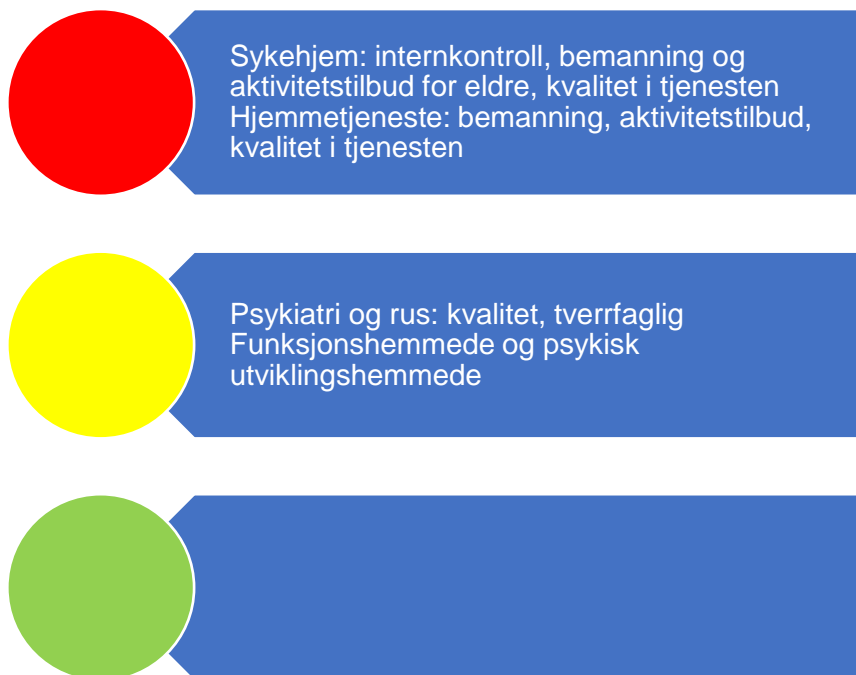 Sykehjem: internkontroll, bemanning og
aktivitetstilbud for eldre, kvalitet i tjenesten
Hjemmetjeneste: bemanning, aktivitetstilbud,
kvalitet i tjenesten
Psykiatri og rus: kvalitet, tverrfaglig
Funksjonshemmede og psykisk
utviklingshemmede